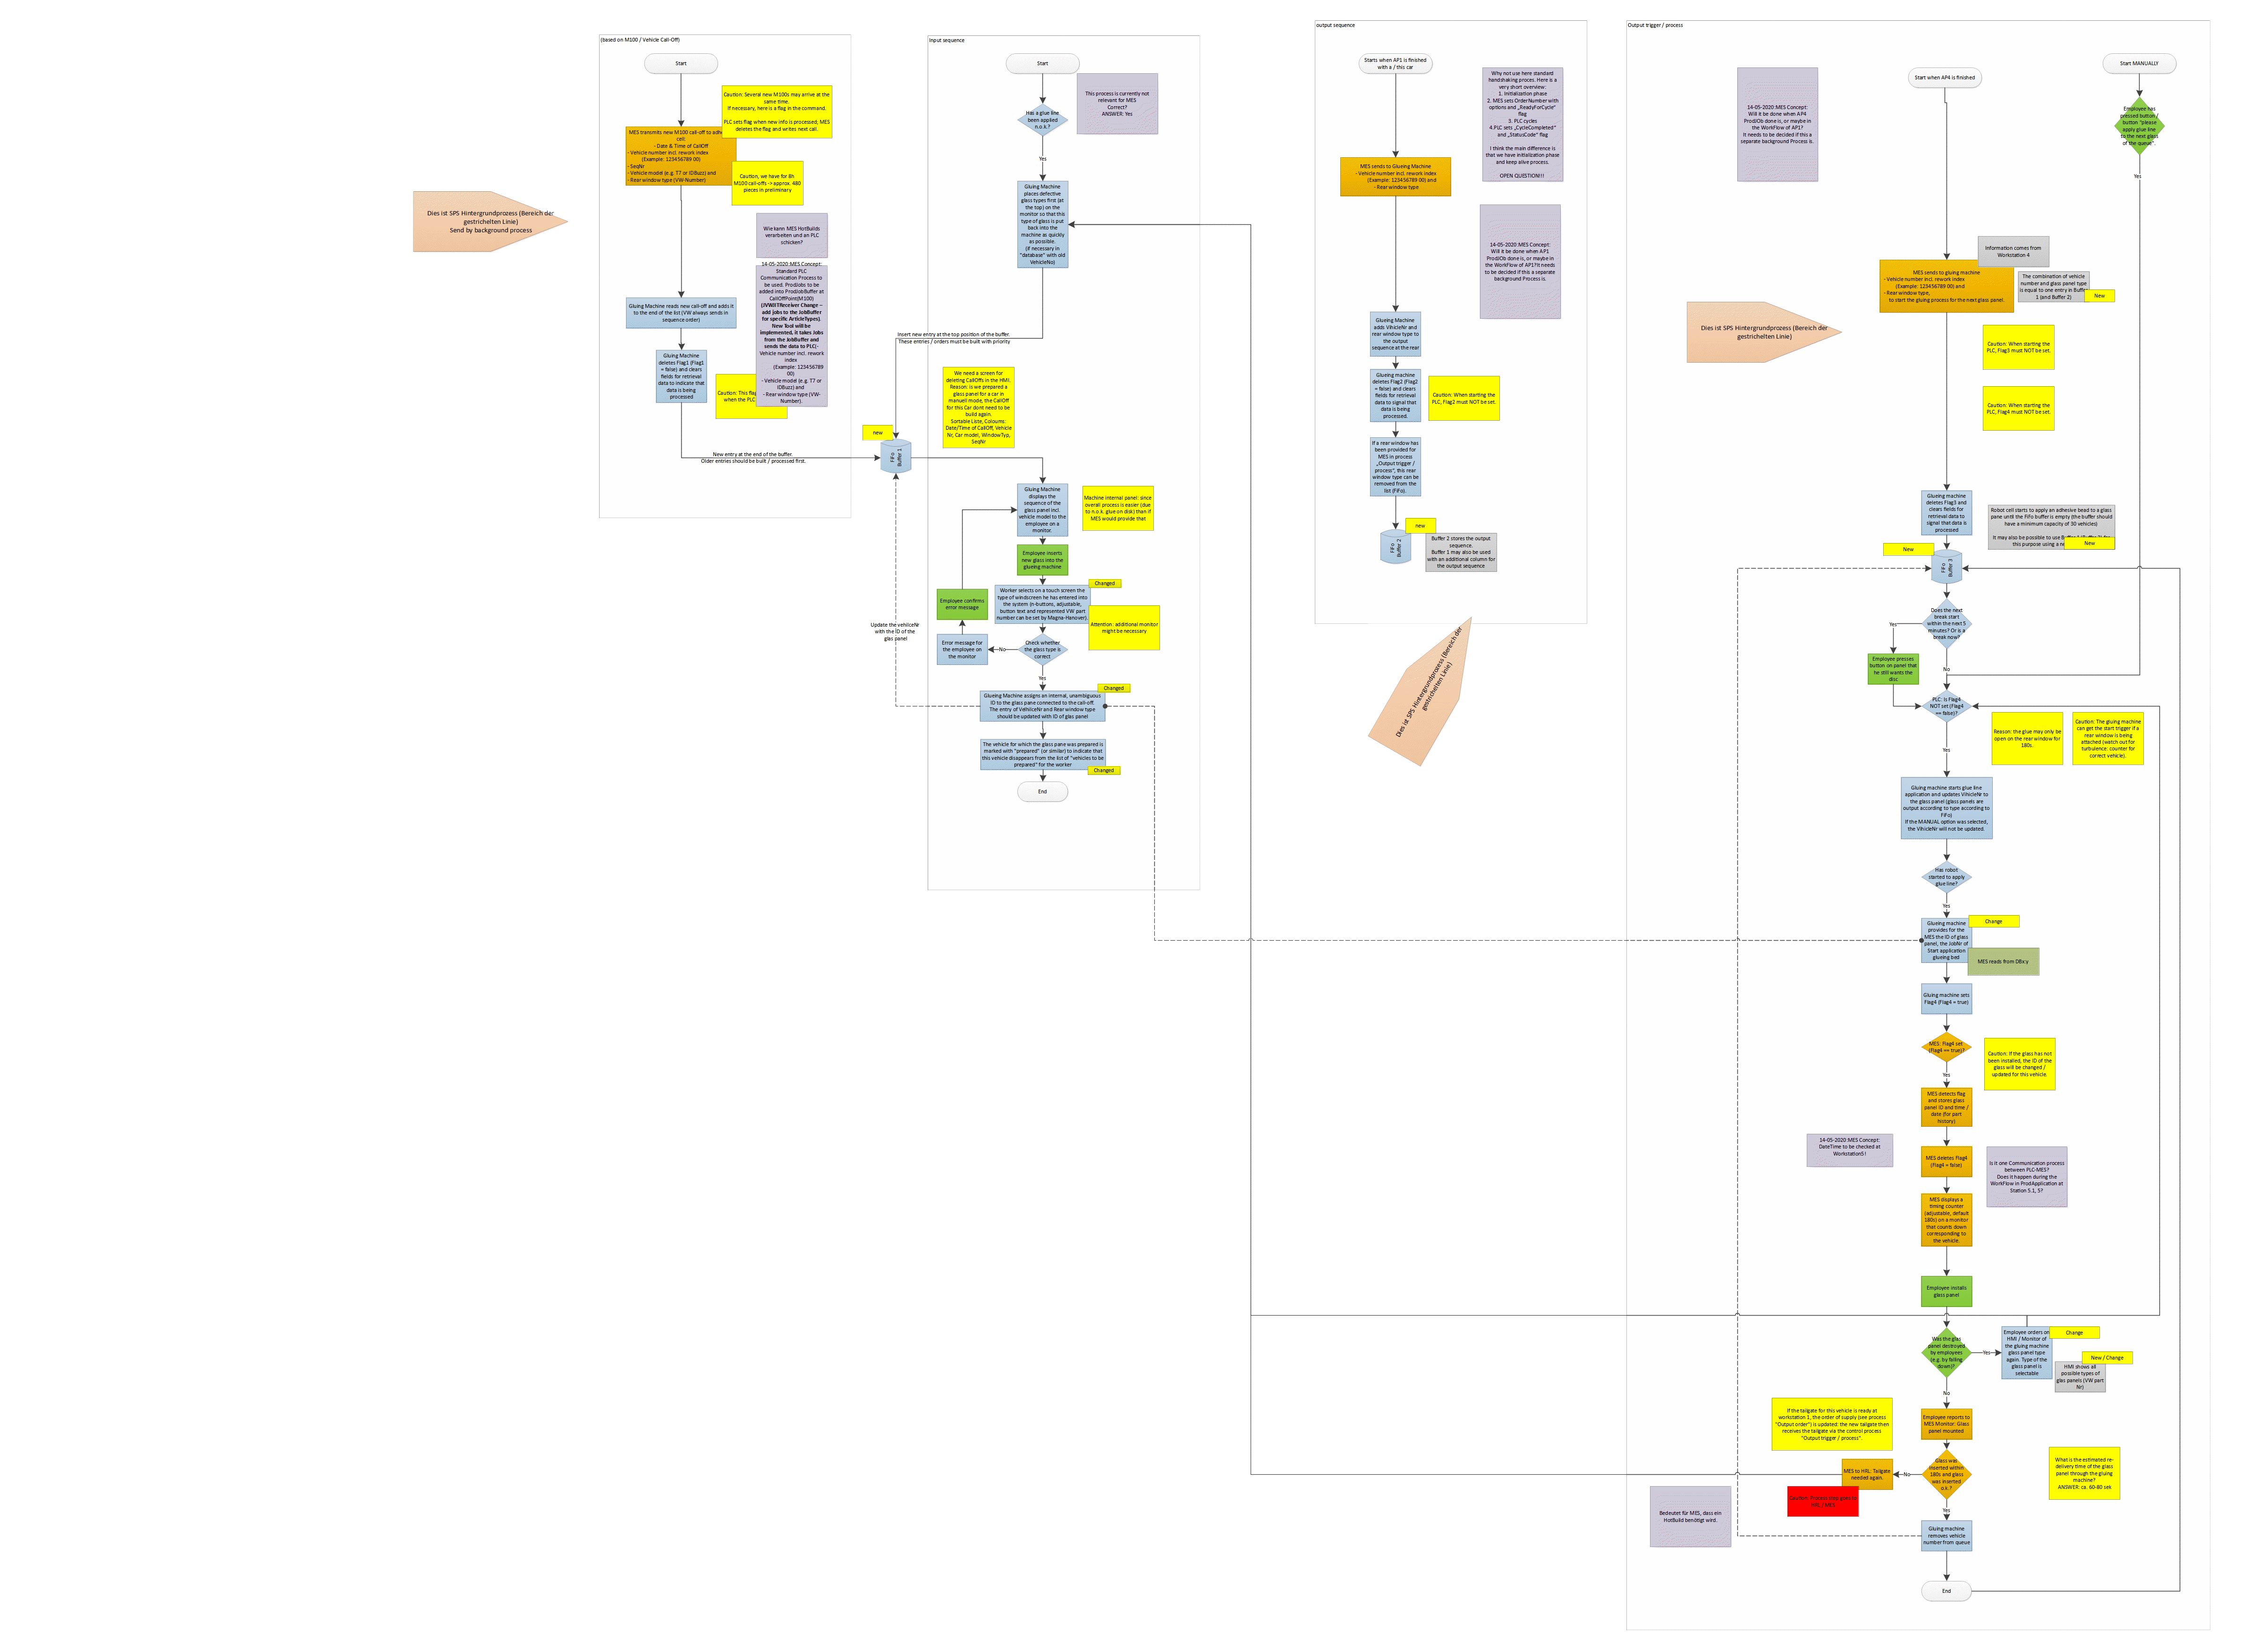 (based on M100 / Vehicle Call-Off)
Start
Caution: Several new M100s may arrive at the
same time.
If necessary, here is a flag in the command.
PLC sets flag when new info is processed, MES
deletes the flag and writes next call.
MES transmits new M100 call-off to adh
cell:
- Date & Time of CallOff
- Vehicle number incl. rework index
(Example: 123456789 00)
- SeqNr
- Vehicle model (e.g. T7 or IDBuzz) and
- Rear window type (VW-Number)
Caution, we have for 8h
M100 call-offs -> approx. 480
pieces in preliminary
Dies ist SPS Hintergrundprozess (Bereich der
gestrichelten Linie)
Send by background process
Wie kann MES HotBuilds
verarbeiten und an PLC
schicken?
14-05-2020:MES Concept:
Standard PLC
Communication Process to
be used. ProdJobs to be
added into ProdJobBuffer at
CallOffPoint(M100)
(JVWJITReceiver Change –
add jobs to the JobBuffer
for specific ArticleTypes).
New Tool will be
implemented, it takes Jobs
from the JobBuffer and
sends the data to PLC(-
Vehicle number incl. rework
index
(Example: 123456789
00)
- Vehicle model (e.g. T7 or
IDBuzz) and
- Rear window type (VW-
Number).
Gluing Machine reads new call-off and adds it
to the end of the list (VW always sends in
sequence order)
Gluing Machine
deletes Flag1 (Flag1
= false) and clears
fields for retrieval
data to indicate that
data is being
processed
Caution: This flag
when the PLC
New entry at the end of the buffer.
Older entries should be built / processed first.
new
FiFo
Buffer 1
Input sequence
Start
This process is currently not
relevant for MES
Correct?
ANSWER: Yes
Has a glue line
been applied
n.o.k.?
Yes
Gluing Machine
places defective
glass types first (at
the top) on the
monitor so that this
type of glass is put
back into the
machine as quickly
as possible.
(if necessary in
"database" with old
VehicleNo)
Insert new entry at the top position of the buffer.
These entries / orders must be built with priority
We need a screen for
deleting CallOffs in the HMI.
Reason: is we prepared a
glass panel for a car in
manuell mode, the CallOff
for this Car dont need to be
build again.
Sortable Liste, Coloums:
Date/Time of CallOff, Vehicle
Nr, Car model, WindowTyp,
SeqNr
Gluing Machine
displays the
sequence of the
glass panel incl.
vehicle model to the
employee on a
monitor.
Machine internal panel: since
overall process is easier (due
to n.o.k. glue on disk) than if
MES would provide that
Employee inserts
new glass into the
glueing machine
Changed
Worker selects on a touch screen the
type of windscreen he has entered into
the system (n-buttons, adjustable,
button text and represented VW part
number can be set by Magna-Hanover).
Attention: additional monitor
might be necessary
Employee confirms
error message
Error message for
the employee on
the monitor
No
Check whether
the glass type is
correct
Yes
Update the vehilceNr
with the ID of the
glas panel
Changed
Glueing Machine assigns an internal, unambiguous
ID to the glass pane connected to the call-off.
The entry of VehilceNr and Rear window type
should be updated with ID of glas panel
The vehicle for which the glass pane was prepared is
marked with "prepared" (or similar) to indicate that
this vehicle disappears from the list of "vehicles to be
prepared" for the worker
Changed
End
output sequence
Starts when AP1 is finished
with a / this car
Why not use here standard
handshaking proces. Here is a
very short overview:
1. Initialization phase
2. MES sets OrderNumber with
options and „ReadyForCycle"
flag
3. PLC cycles
4.PLC sets „CycleCompleted"
and „StatusCode" flag
I think the main difference is
that we have initialization phase
and keep alive process.
OPEN QUESTION!!!
MES sends to Glueing Machine
- Vehicle number incl. rework index
(Example: 123456789 00) and
- Rear window type
14-05-2020:MES Concept:
Will it be done when AP1
ProdJob done is, or maybe in
the WorkFlow of AP1?It needs
to be decided if this a separate
background Process is.
Glueing Machine
adds VihicleNr and
rear window type to
the output
sequence at the rear
Glueing machine
deletes Flag2 (Flag2
= false) and clears
fields for retrieval
data to signal that
data is being
processed.
Caution: When starting the
PLC, Flag2 must NOT be set.
If a rear window has
been provided for
MES in process
„Output trigger /
process", this rear
window type can be
removed from the
list (FiFo).
new
FiFo
Buffer 2
Buffer 2 stores the output
sequence.
Buffer 1 may also be used
with an additional column for
the output sequence
Dies ist SPS Hintergrundprozess (Bereich der
gestrichelten Linie)
Output trigger / process
Start when AP4 is finished
Start MANUALLY
14-05-2020:MES Concept:
Will it be done when AP4
ProdJOb done is, or maybe in
the WorkFlow of AP1?
It needs to be decided if this a
separate background Process is.
Employee has
pressed button /
button "please
apply glue line
to the next glass
of the queue".
Yes
Information comes from
Workstation 4
MES sends to gluing machine
- Vehicle number incl. rework index
(Example: 123456789 00) and
- Rear window type,
to start the gluing process for the next glass panel.
The combination of vehicle
number and glass panel type
is equal to one entry in Buffer
1 (and Buffer 2)
New
Dies ist SPS Hintergrundprozess (Bereich der
gestrichelten Linie)
Caution: When starting the
PLC, Flag3 must NOT be set.
Caution: When starting the
PLC, Flag4 must NOT be set.
Glueing machine
deletes Flag3 and
clears fields for
retrieval data to
signal that data is
processed
Robot cell starts to apply an adhesive bead to a glass
pane until the FiFo buffer is empty (the buffer should
have a minimum capacity of 30 vehicles)
It may also be possible to use
this purpose using a
New
New
FiFo
Buffer 3
Does the next
break start
within the next 5
minutes? Or is a
break now?
Yes
Employee presses
button on panel that
he still wants the
disc
No
PLC: Is Flag4
NOT set (Flag4
== false)?
Reason: the glue may only be
open on the rear window for
180s.
Caution: The gluing machine
can get the start trigger if a
rear window is being
attached (watch out for
turbulence: counter for
correct vehicle).
Yes
Gluing machine starts glue line
application and updates VihicleNr to
the glass panel (glass panels are
output according to type according to
FiFo)
If the MANUAL option was selected,
the VihicleNr will not be updated.
Has robot
started to apply
glue line?
Yes
Change
Glueing machine
provides for the
MES the ID of glass
panel, the JobNr of
Start application
glueing bed
MES reads from DBx.y
Gluing machine sets
Flag4 (Flag4 = true)
MES: Flag4 set
(Flag4 == true)?
Caution: If the glass has not
been installed, the ID of the
glass will be changed /
updated for this vehicle.
Yes
MES detects flag
and stores glass
panel ID and time /
date (for part
history)
14-05-2020:MES Concept:
DateTime to be checked at
Workstation5!
MES deletes Flag4
(Flag4 = false)
Is it one Communication process
between PLC-MES?
Does it happen during the
WorkFlow in ProdApplication at
Station 5.1, 5?
MES displays a
timing counter
(adjustable, default
180s) on a monitor
that counts down
corresponding to
the vehicle.
Employee installs
glass panel
Was the glas
panel destroyed
by employees
(e.g. by falling
down)?
Yes
Employee orders on
HMI / Monitor of
the gluing machine
glass panel type
again. Type of the
glass panel is
selectable
Change
New / Change
HMI shows all
possible types of
glas panels (VW part
Nr)
No
If the tailgate for this vehicle is ready at
workstation 1, the order of supply (see process
"Output order") is updated: the new tailgate then
receives the tailgate via the control process
"Output trigger / process".
Employee reports to
MES Monitor: Glass
panel mounted
MES to HRL: Tailgate
needed again.
No
Glass was
inserted within
180s and glass
was inserted
o.k.?
What is the estimated re-
delivery time of the glass
panel through the gluing
machine?
ANSWER: ca. 60-80 sek
Caution: Process step goes to
HRL / MES
Bedeutet für MES, dass ein
HotBuild benötigt wird.
Yes
Gluing machine
removes vehicle
number from queue
End